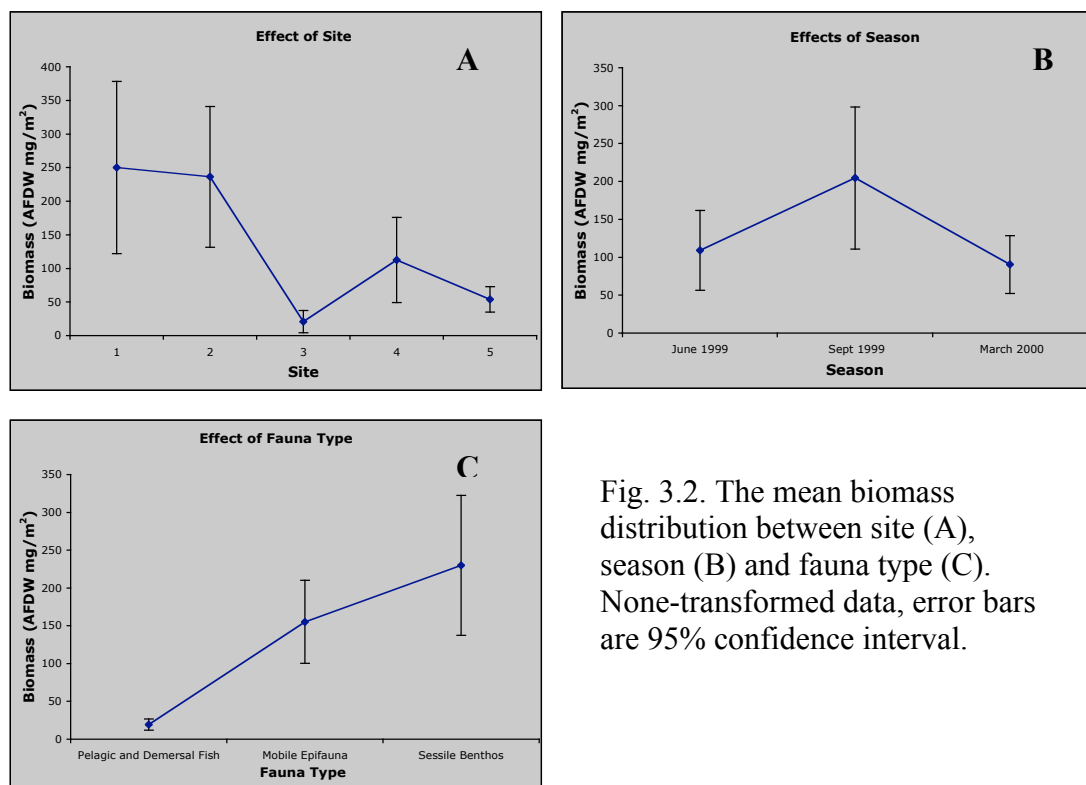 Effect of Site
A
Biomass (AFDW mg/m²)
400
350
300
250
200
150
100
50
0
1 2 3 4 5
Site
Effects of Season
B
Biomass (AFDW mg/m²)
350
300
250
200
150
100
50
0
June 1999 Sept 1999 March 2000
Season
Effect of Fauna Type
C
Biomass (AFDW mg/m²)
350
300
250
200
150
100
50
0
Pelagic and Demersal Fish Mobile Epifauna Sessile Benthos
Fauna Type
Fig. 3.2. The mean biomass
distribution between site (A),
season (B) and fauna type (C).
None-transformed data, error bars
are 95% confidence interval.